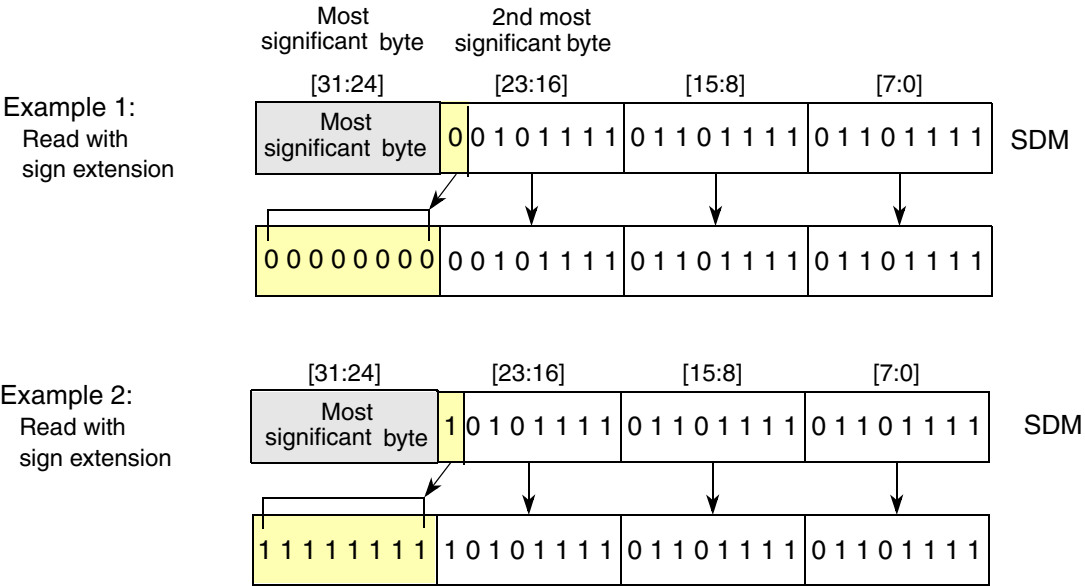 Most 2nd most
significant byte significant byte
[31:24] [23:16] [15:8] [7:0]
Example 1:
Read with
sign extension
Most
significant byte
0 0 1 0 1 1 1 1 0 1 1 0 1 1 1 1 0 1 1 0 1 1 1 1 SDM
0 0 0 0 0 0 0 0 0 0 1 0 1 1 1 1 0 1 1 0 1 1 1 1 0 1 1 0 1 1 1 1
[31:24] [23:16] [15:8] [7:0]
Example 2:
Read with
sign extension
Most
significant byte
1 0 1 0 1 1 1 1 0 1 1 0 1 1 1 1 0 1 1 0 1 1 1 1 SDM
1 1 1 1 1 1 1 1 1 0 1 0 1 1 1 1 0 1 1 0 1 1 1 1 0 1 1 0 1 1 1 1